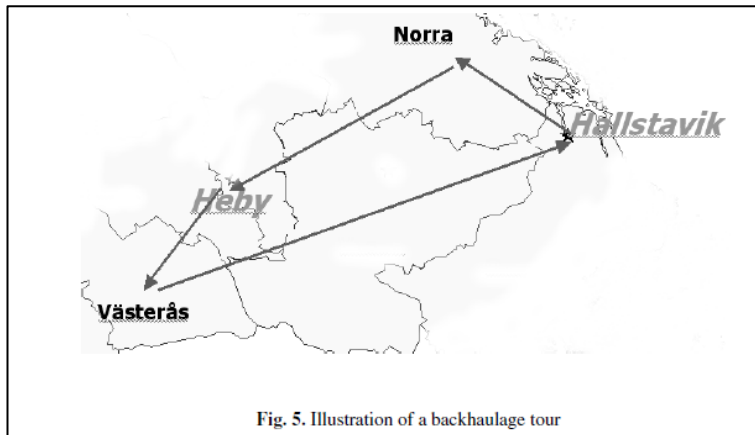 Norra
Hallstavik
Heby
Västerås
Fig. 5. Illustration of a backhaulage tour